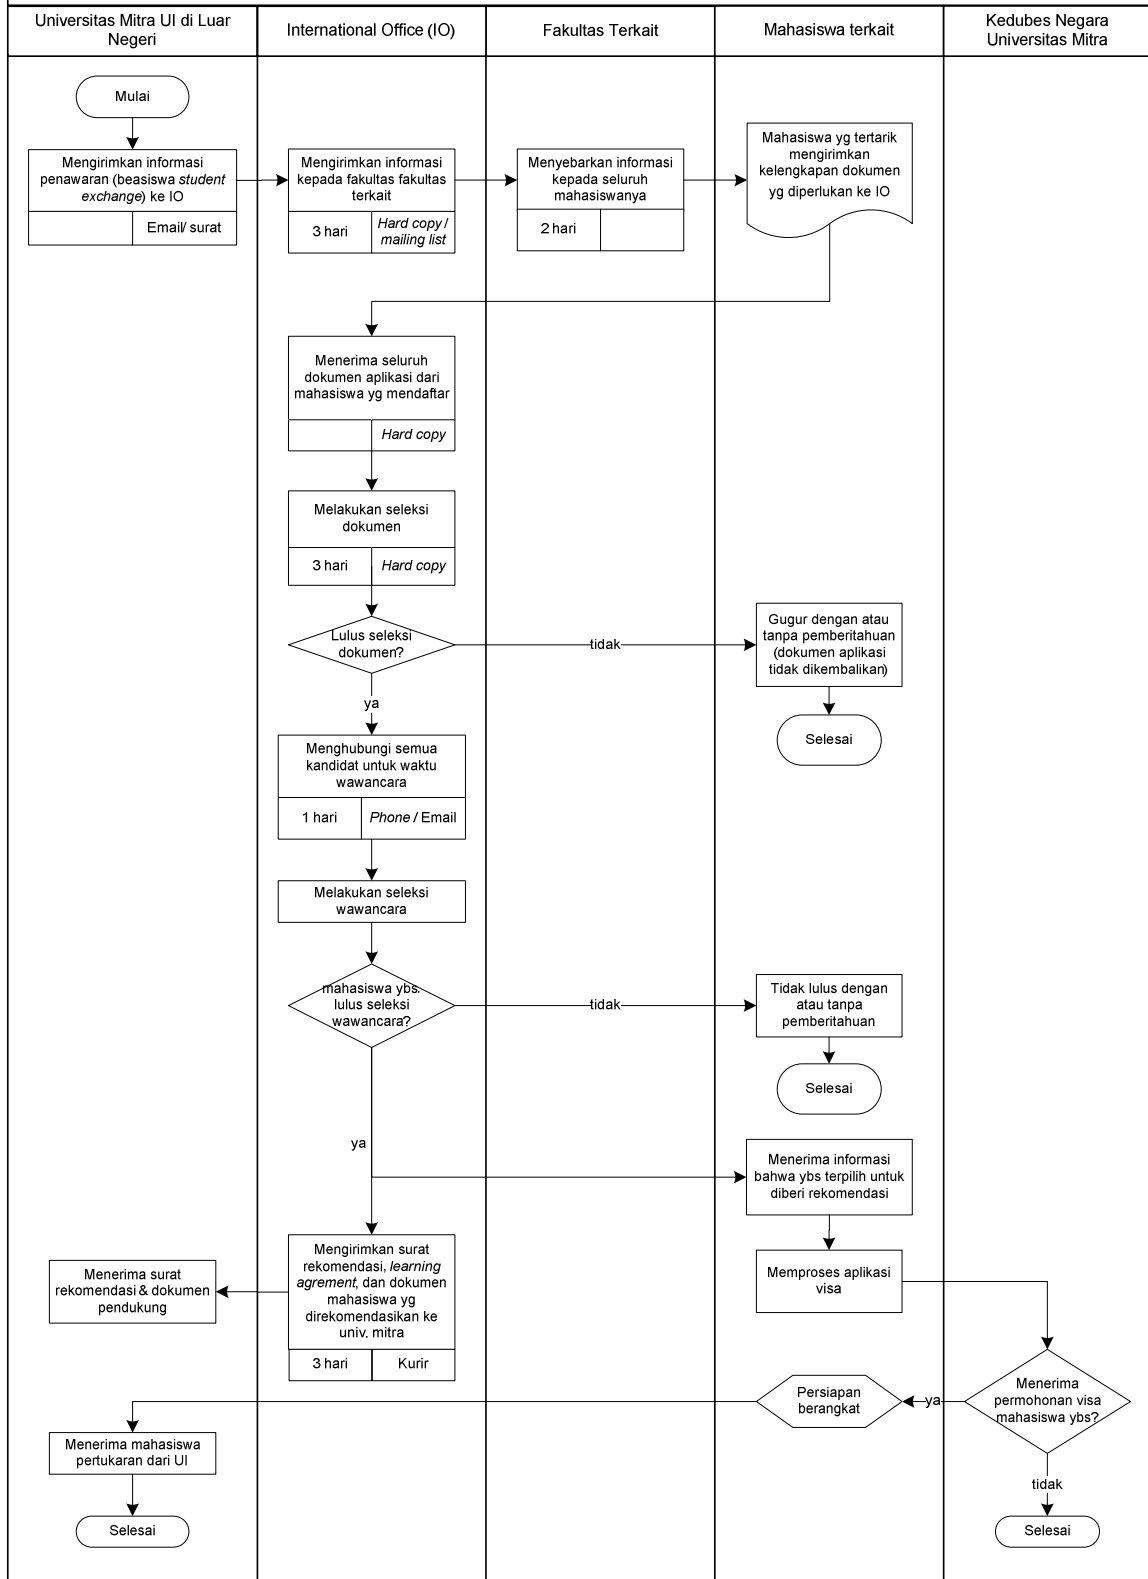 Universitas Mitra UI di Luar
Negeri
International Office (IO)
Fakultas Terkait
Mahasiswa terkait
Kedubes Negara
Universitas Mitra
Mulai
Mengirimkan informasi
penawaran (beasiswa student
exchange) ke IO
Email/ surat
Mengirimkan informasi
kepada fakultas fakultas
terkait
3 hari
Hard copy /
mailing list
Menyebarkan informasi
kepada seluruh
mahasiswanya
2 hari
Mahasiswa yg tertarik
mengirimkan
kelengkapan dokumen
yg diperlukan ke IO
Menerima seluruh
dokumen aplikasi dari
mahasiswa yg mendaftar
Hard copy
Melakukan seleksi
dokumen
3 hari
Hard copy
Lulus seleksi
dokumen?
tidak
Gugur dengan atau
tanpa pemberitahuan
(dokumen aplikasi
tidak dikembalikan)
ya
Selesai
Menghubungi semua
kandidat untuk waktu
wawancara
1 hari
Phone / Email
Melakukan seleksi
wawancara
mahasiswa ybs.
lulus seleksi
wawancara?
tidak
Tidak lulus dengan
atau tanpa
pemberitahuan
Selesai
ya
Menerima informasi
bahwa ybs terpilih untuk
diberi rekomendasi
Mengirimkan surat
rekomendasi, learning
agrement, dan dokumen
mahasiswa yg
direkomendasikan ke
univ. mitra
3 hari
Kurir
Menerima surat
rekomendasi & dokumen
pendukung
Memproses aplikasi
visa
Menerima
permohonan visa
mahasiswa ybs?
ya
Persiapan
berangkat
Menerima mahasiswa
pertukaran dari UI
tidak
Selesai
Selesai